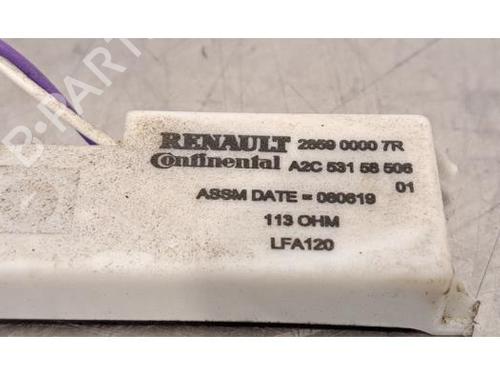 RENAULT 2859 0000 7R
Continental A2C 531 58 506
01
ASSM DATE = 080619
113 OHM
LFA120
B-PARTS